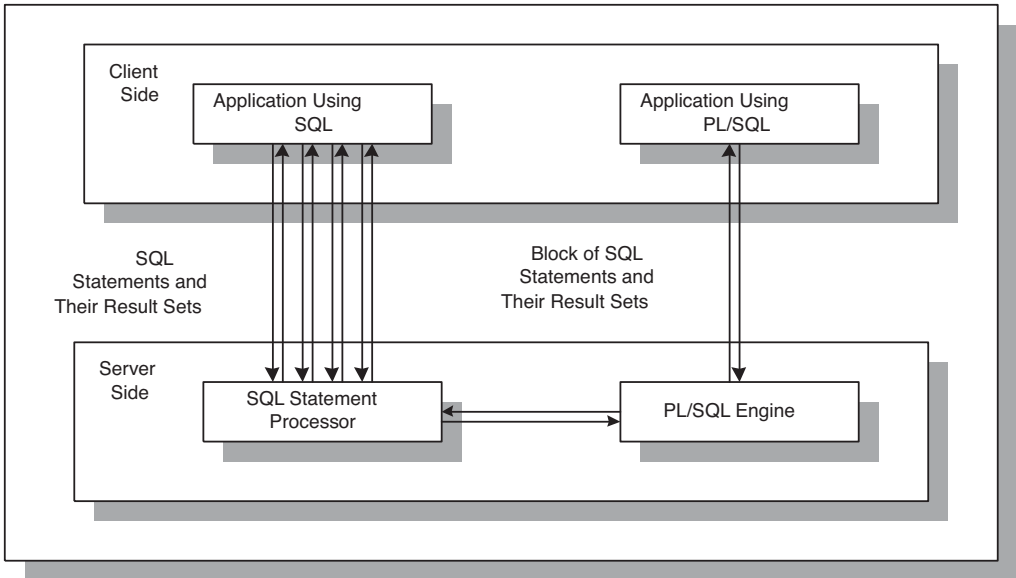 Client
Side
Application Using
SQL
Application Using
PL/SQL
SQL
Statements and
Their Result Sets
Block of SQL
Statements and
Their Result Sets
Server
Side
SQL Statement
Processor
PL/SQL Engine